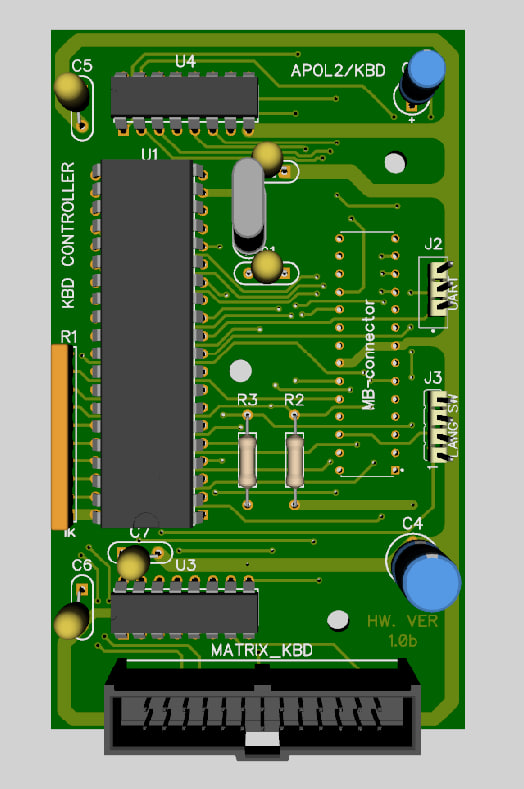 C5
U4
APOL2/KBD
+
U1
KBD CONTROLLER
J2
UART
MB-connector
R1
J3
LANG SW
1
R3
R2
1K
C7
C4
C6
U3
HW. VER
1.0b
MATRIX_KBD